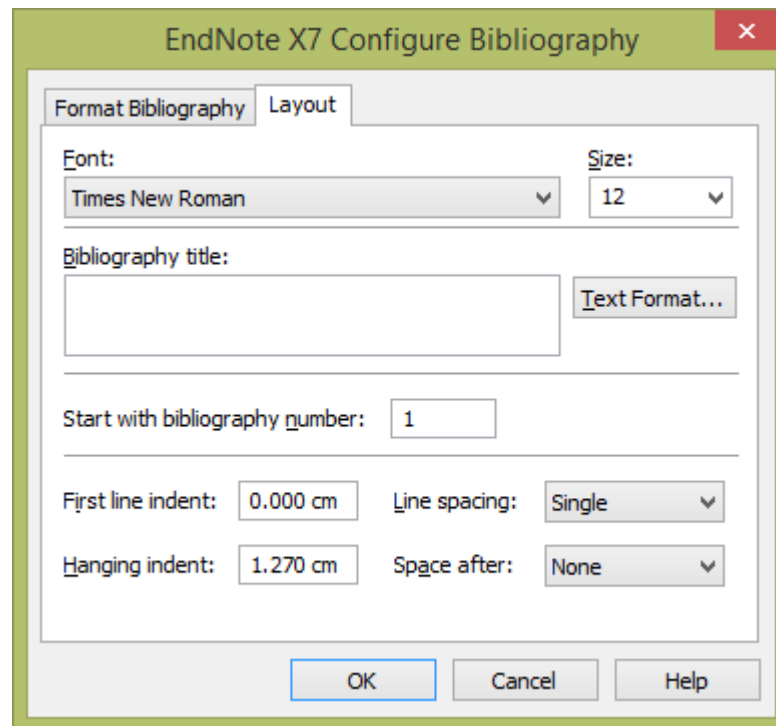 EndNote X7 Configure Bibliography
Format Bibliography Layout
Font: Size:
Times New Roman 12
Bibliography title:
Text Format...
Start with bibliography number: 1
First line indent: 0.000 cm Line spacing: Single
Hanging indent: 1.270 cm Space after: None
OK Cancel Help